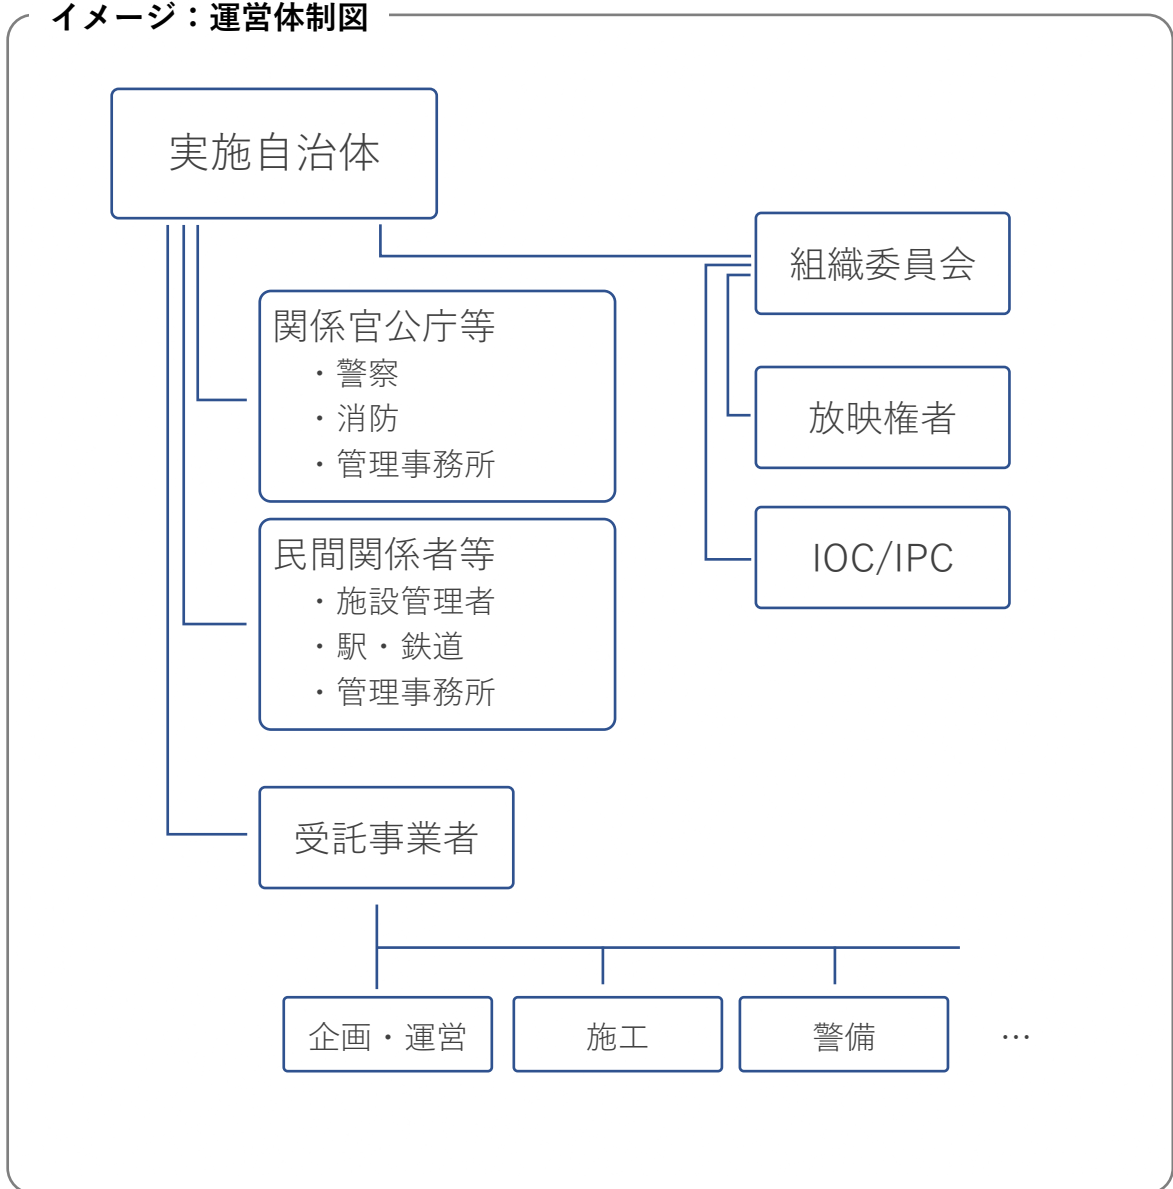 イメージ：運営体制図
実施自治体
組織委員会
関係官公庁等
・警察
・消防
・管理事務所
放映権者
IOC/IPC
民間関係者等
・施設管理者
・駅・鉄道
・管理事務所
受託事業者
企画・運営
施工
警備
…